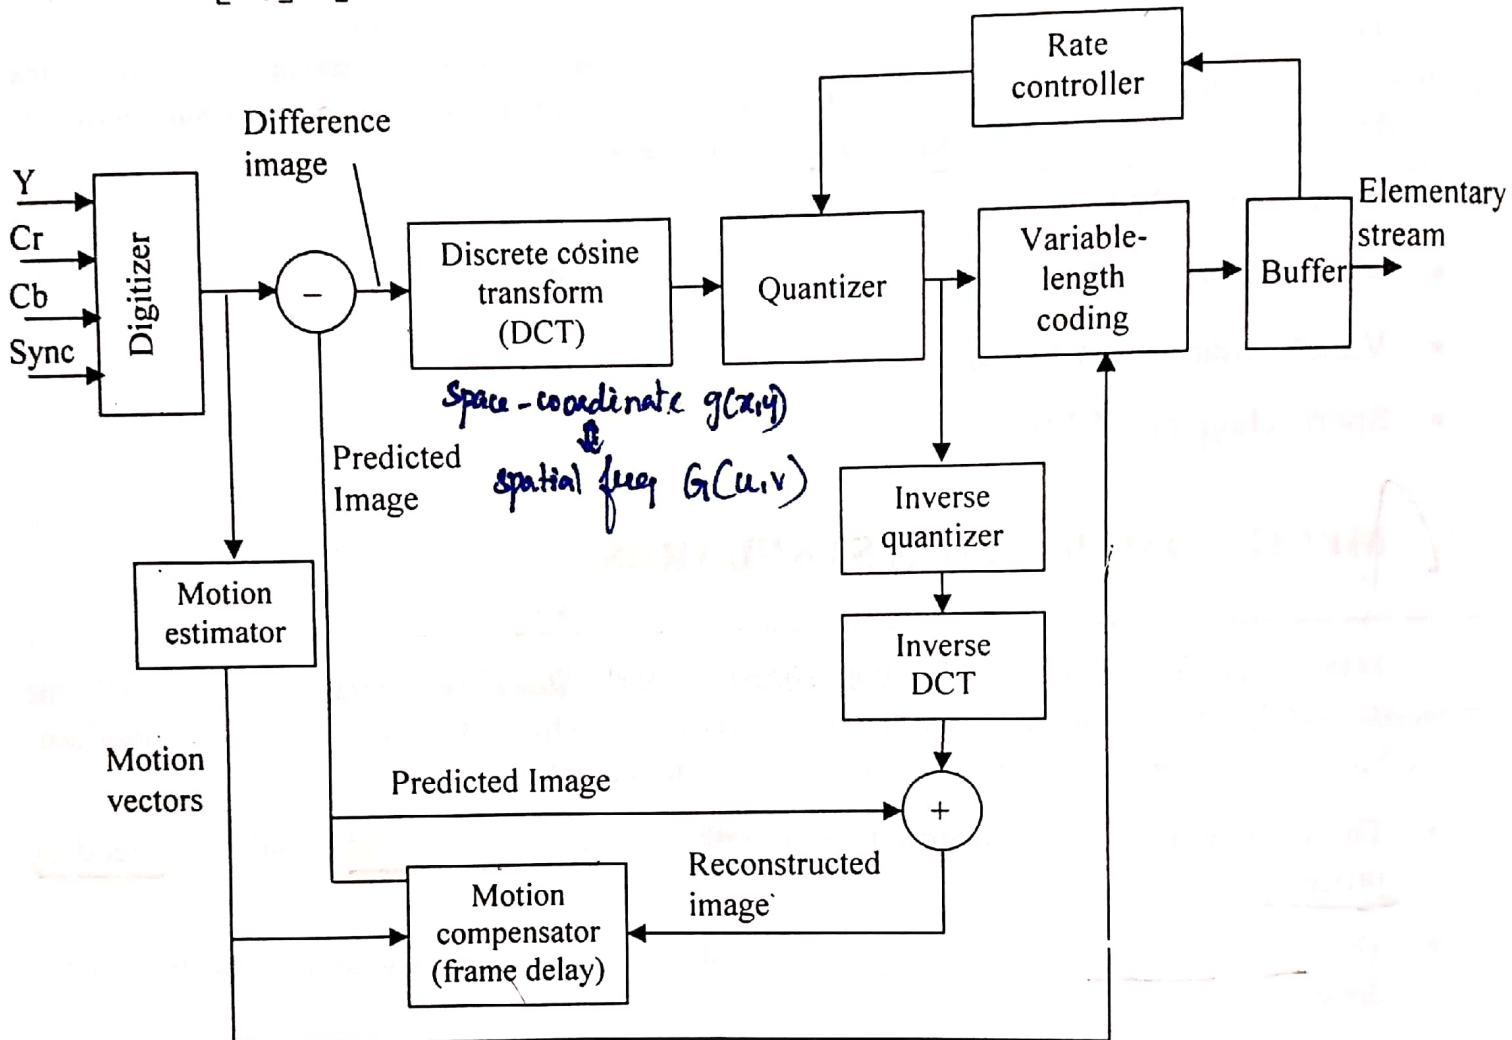 Rate
controller
Difference
image
Y
Cr
Cb
Sync
Digitizer
−
Discrete cosine
transform
(DCT)
Quantizer
Variable-
length
coding
Buffer
Elementary
stream
space-coordinate g(x,y)
⇕
spatial freq G(u,v)
Predicted
Image
Inverse
quantizer
Motion
estimator
Inverse
DCT
Motion
vectors
Predicted Image
+
Reconstructed
image
Motion
compensator
(frame delay)